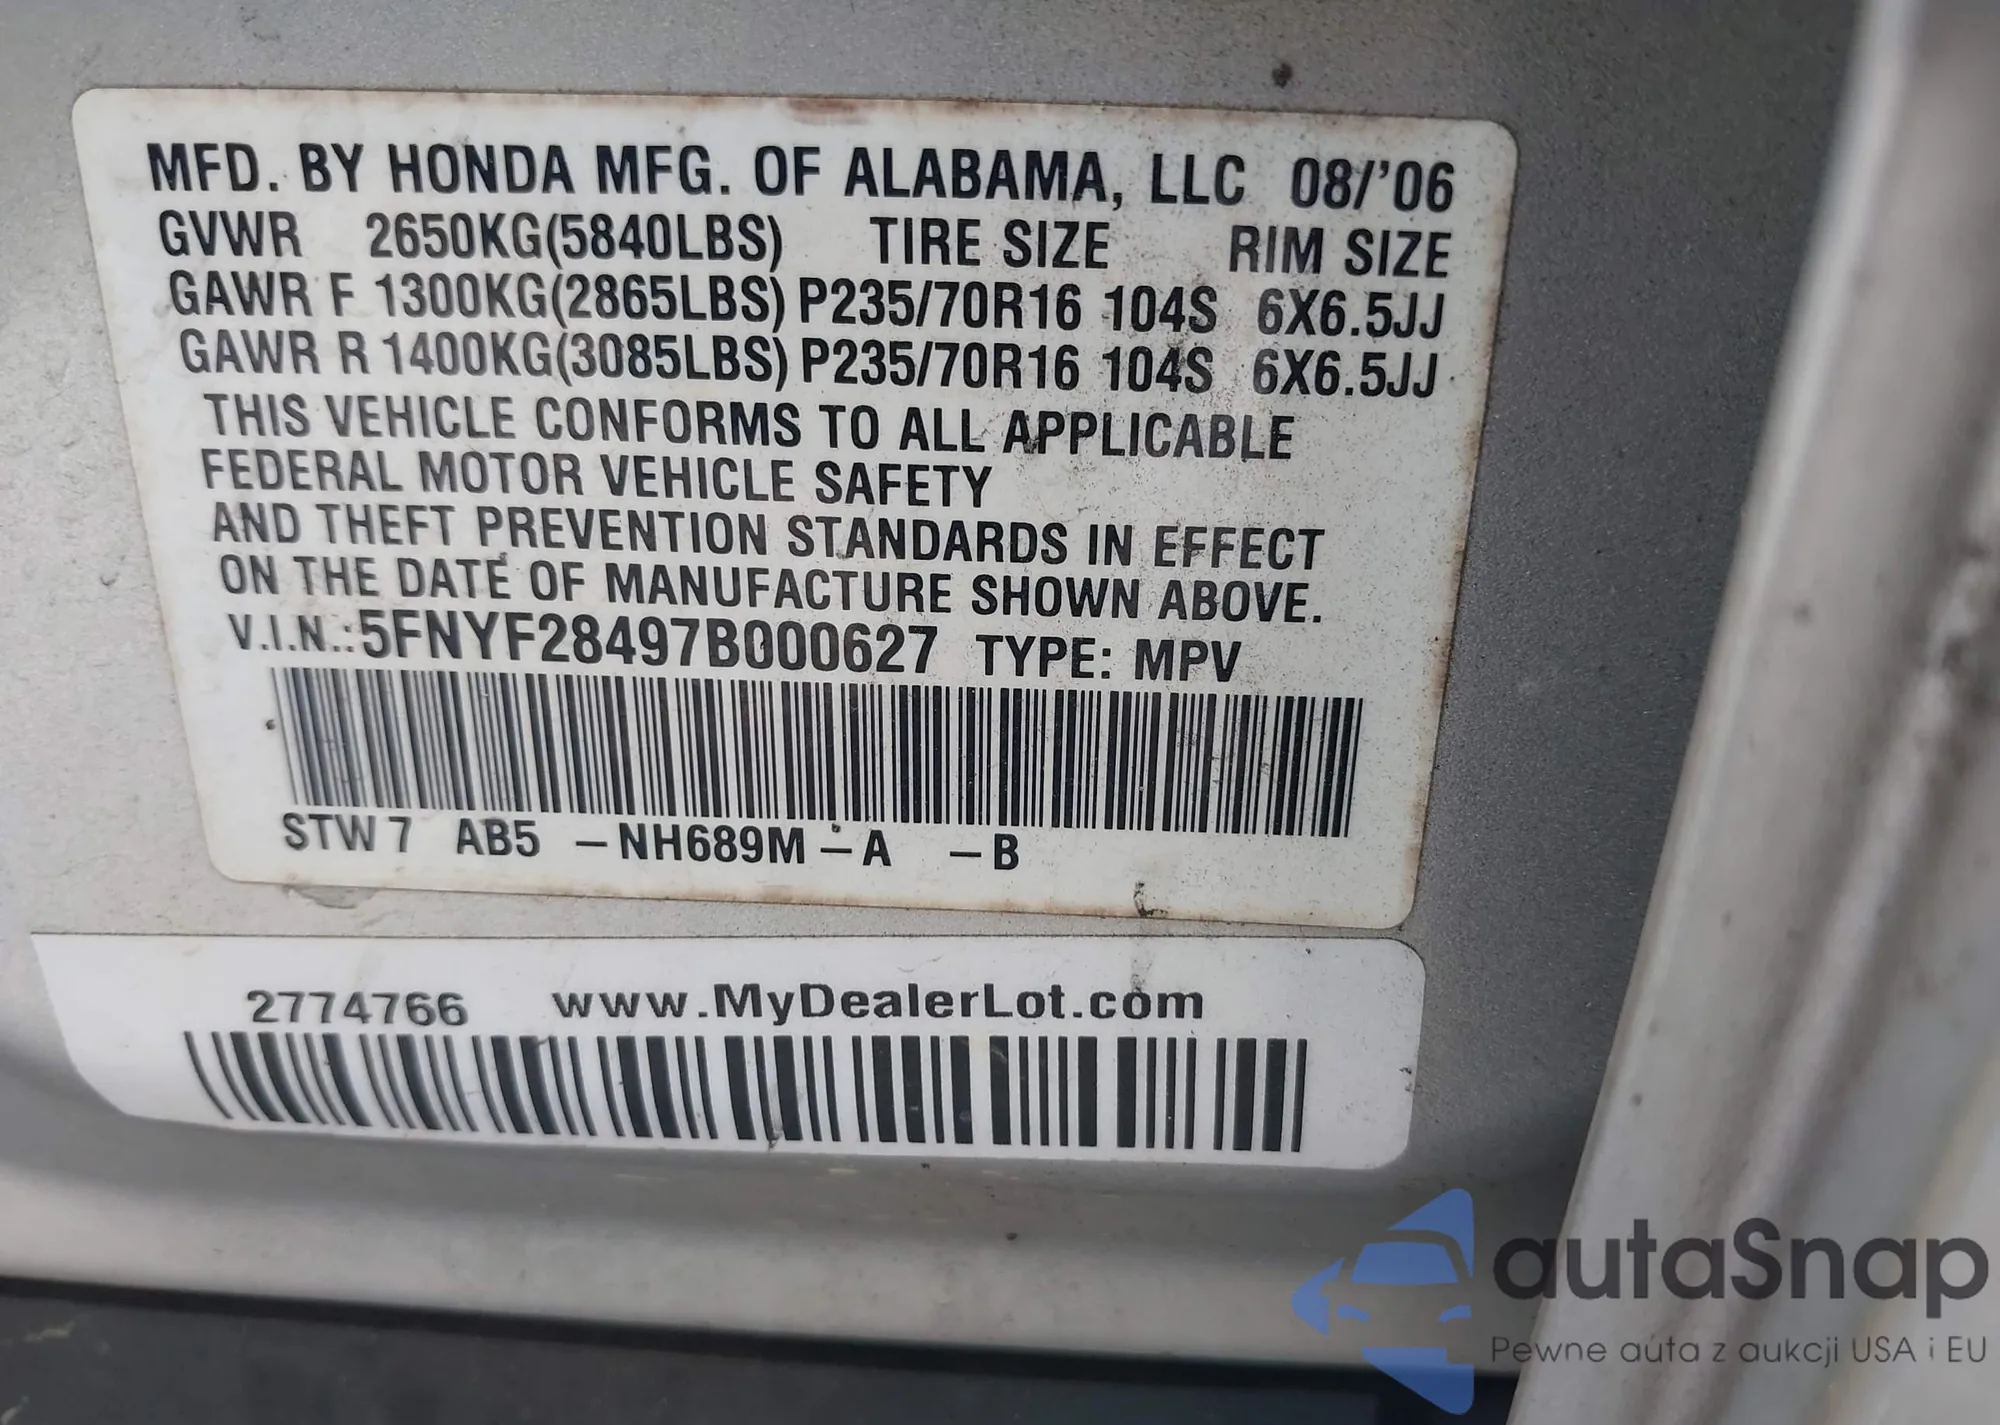 MFD. BY HONDA MFG. OF ALABAMA, LLC 08/'06
GVWR 2650KG(5840LBS) TIRE SIZE RIM SIZE
GAWR F 1300KG(2865LBS) P235/70R16 104S 6X6.5JJ
GAWR R 1400KG(3085LBS) P235/70R16 104S 6X6.5JJ
THIS VEHICLE CONFORMS TO ALL APPLICABLE
FEDERAL MOTOR VEHICLE SAFETY
AND THEFT PREVENTION STANDARDS IN EFFECT
ON THE DATE OF MANUFACTURE SHOWN ABOVE.
V.I.N.: 5FNYF28497B000627 TYPE: MPV
STW 7 AB5 –NH689M –A –B
2774766 www.MyDealerLot.com
autaSnap
Pewne auta z aukcji USA i EU